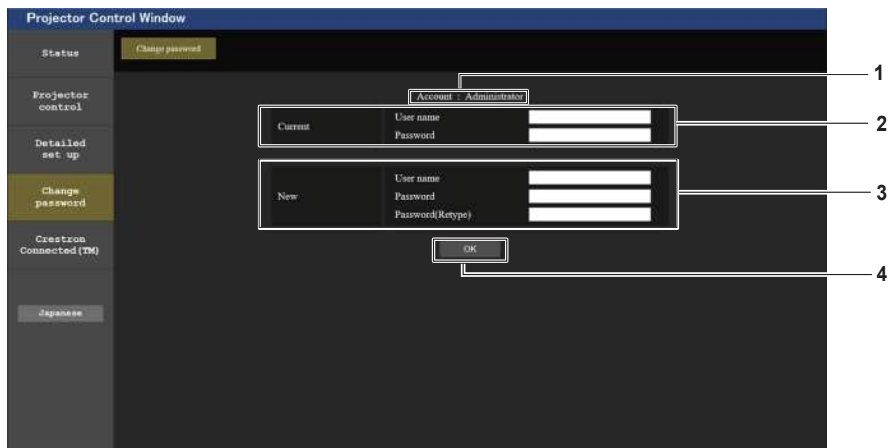 Projector Control Window
Status
Change password
Projector
control
Detailed
set up
Change
password
Crestron
Connected(TM)
Japanese
Account : Administrator
Current
User name
Password
New
User name
Password
Password(Retype)
OK
1
2
3
4